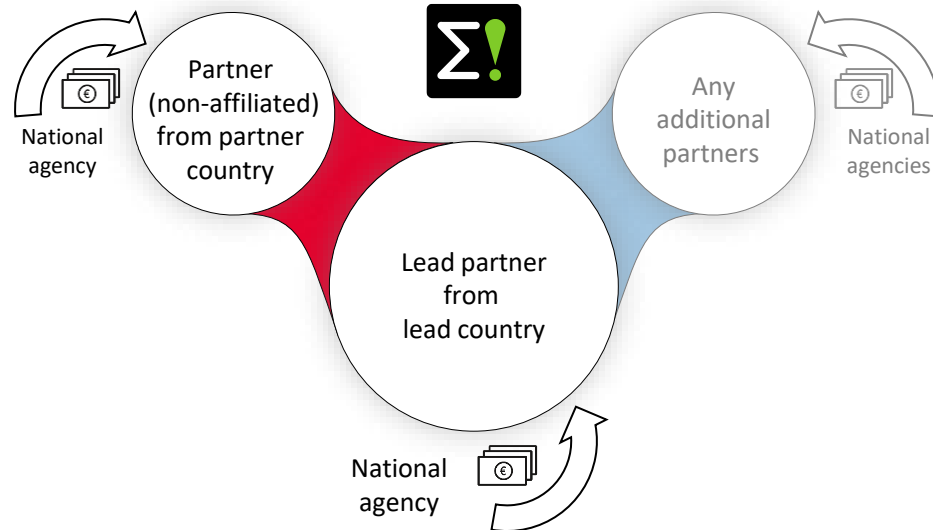 Partner
(non-affiliated)
from partner
country
National
agency
€
Σ!
Any
additional
partners
National
agencies
€
Lead partner
from
lead country
National
agency
€